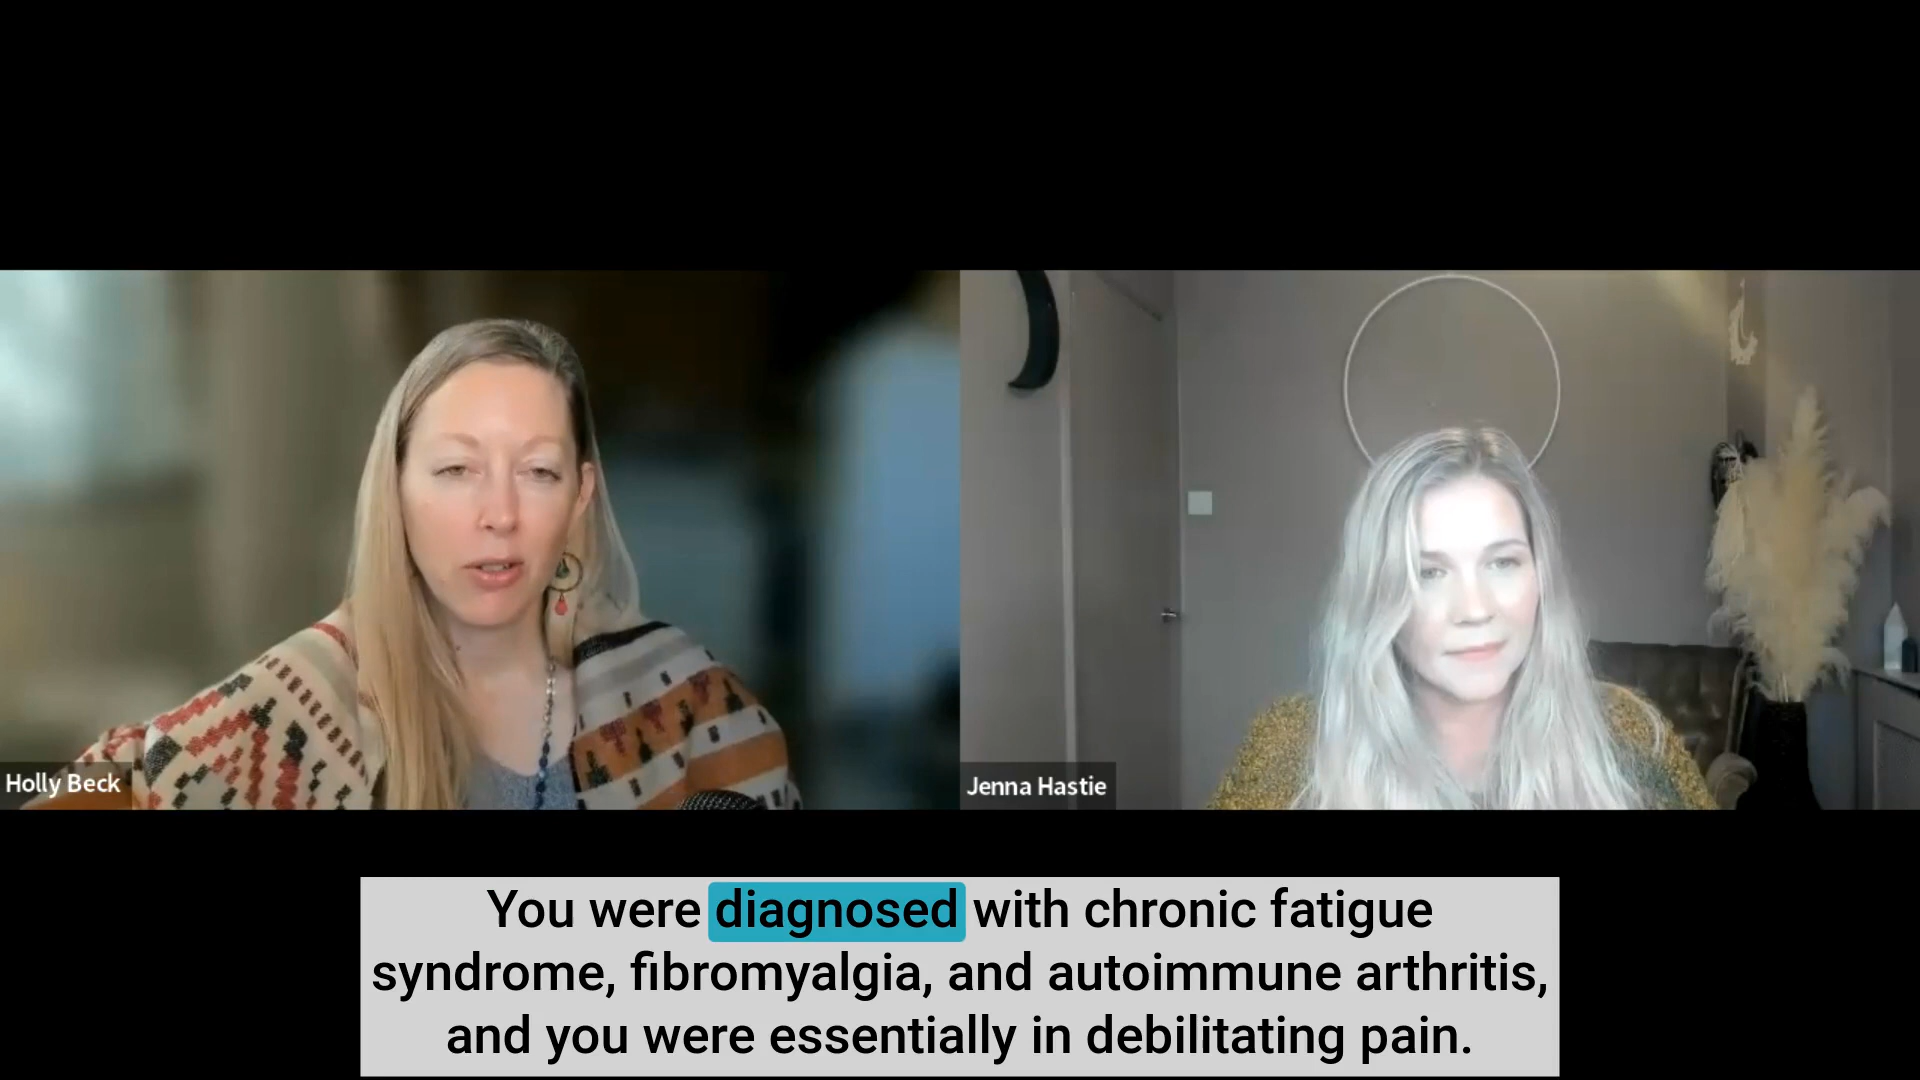 Holly Beck
Jenna Hastie
You were diagnosed with chronic fatigue
syndrome, fibromyalgia, and autoimmune arthritis,
and you were essentially in debilitating pain.